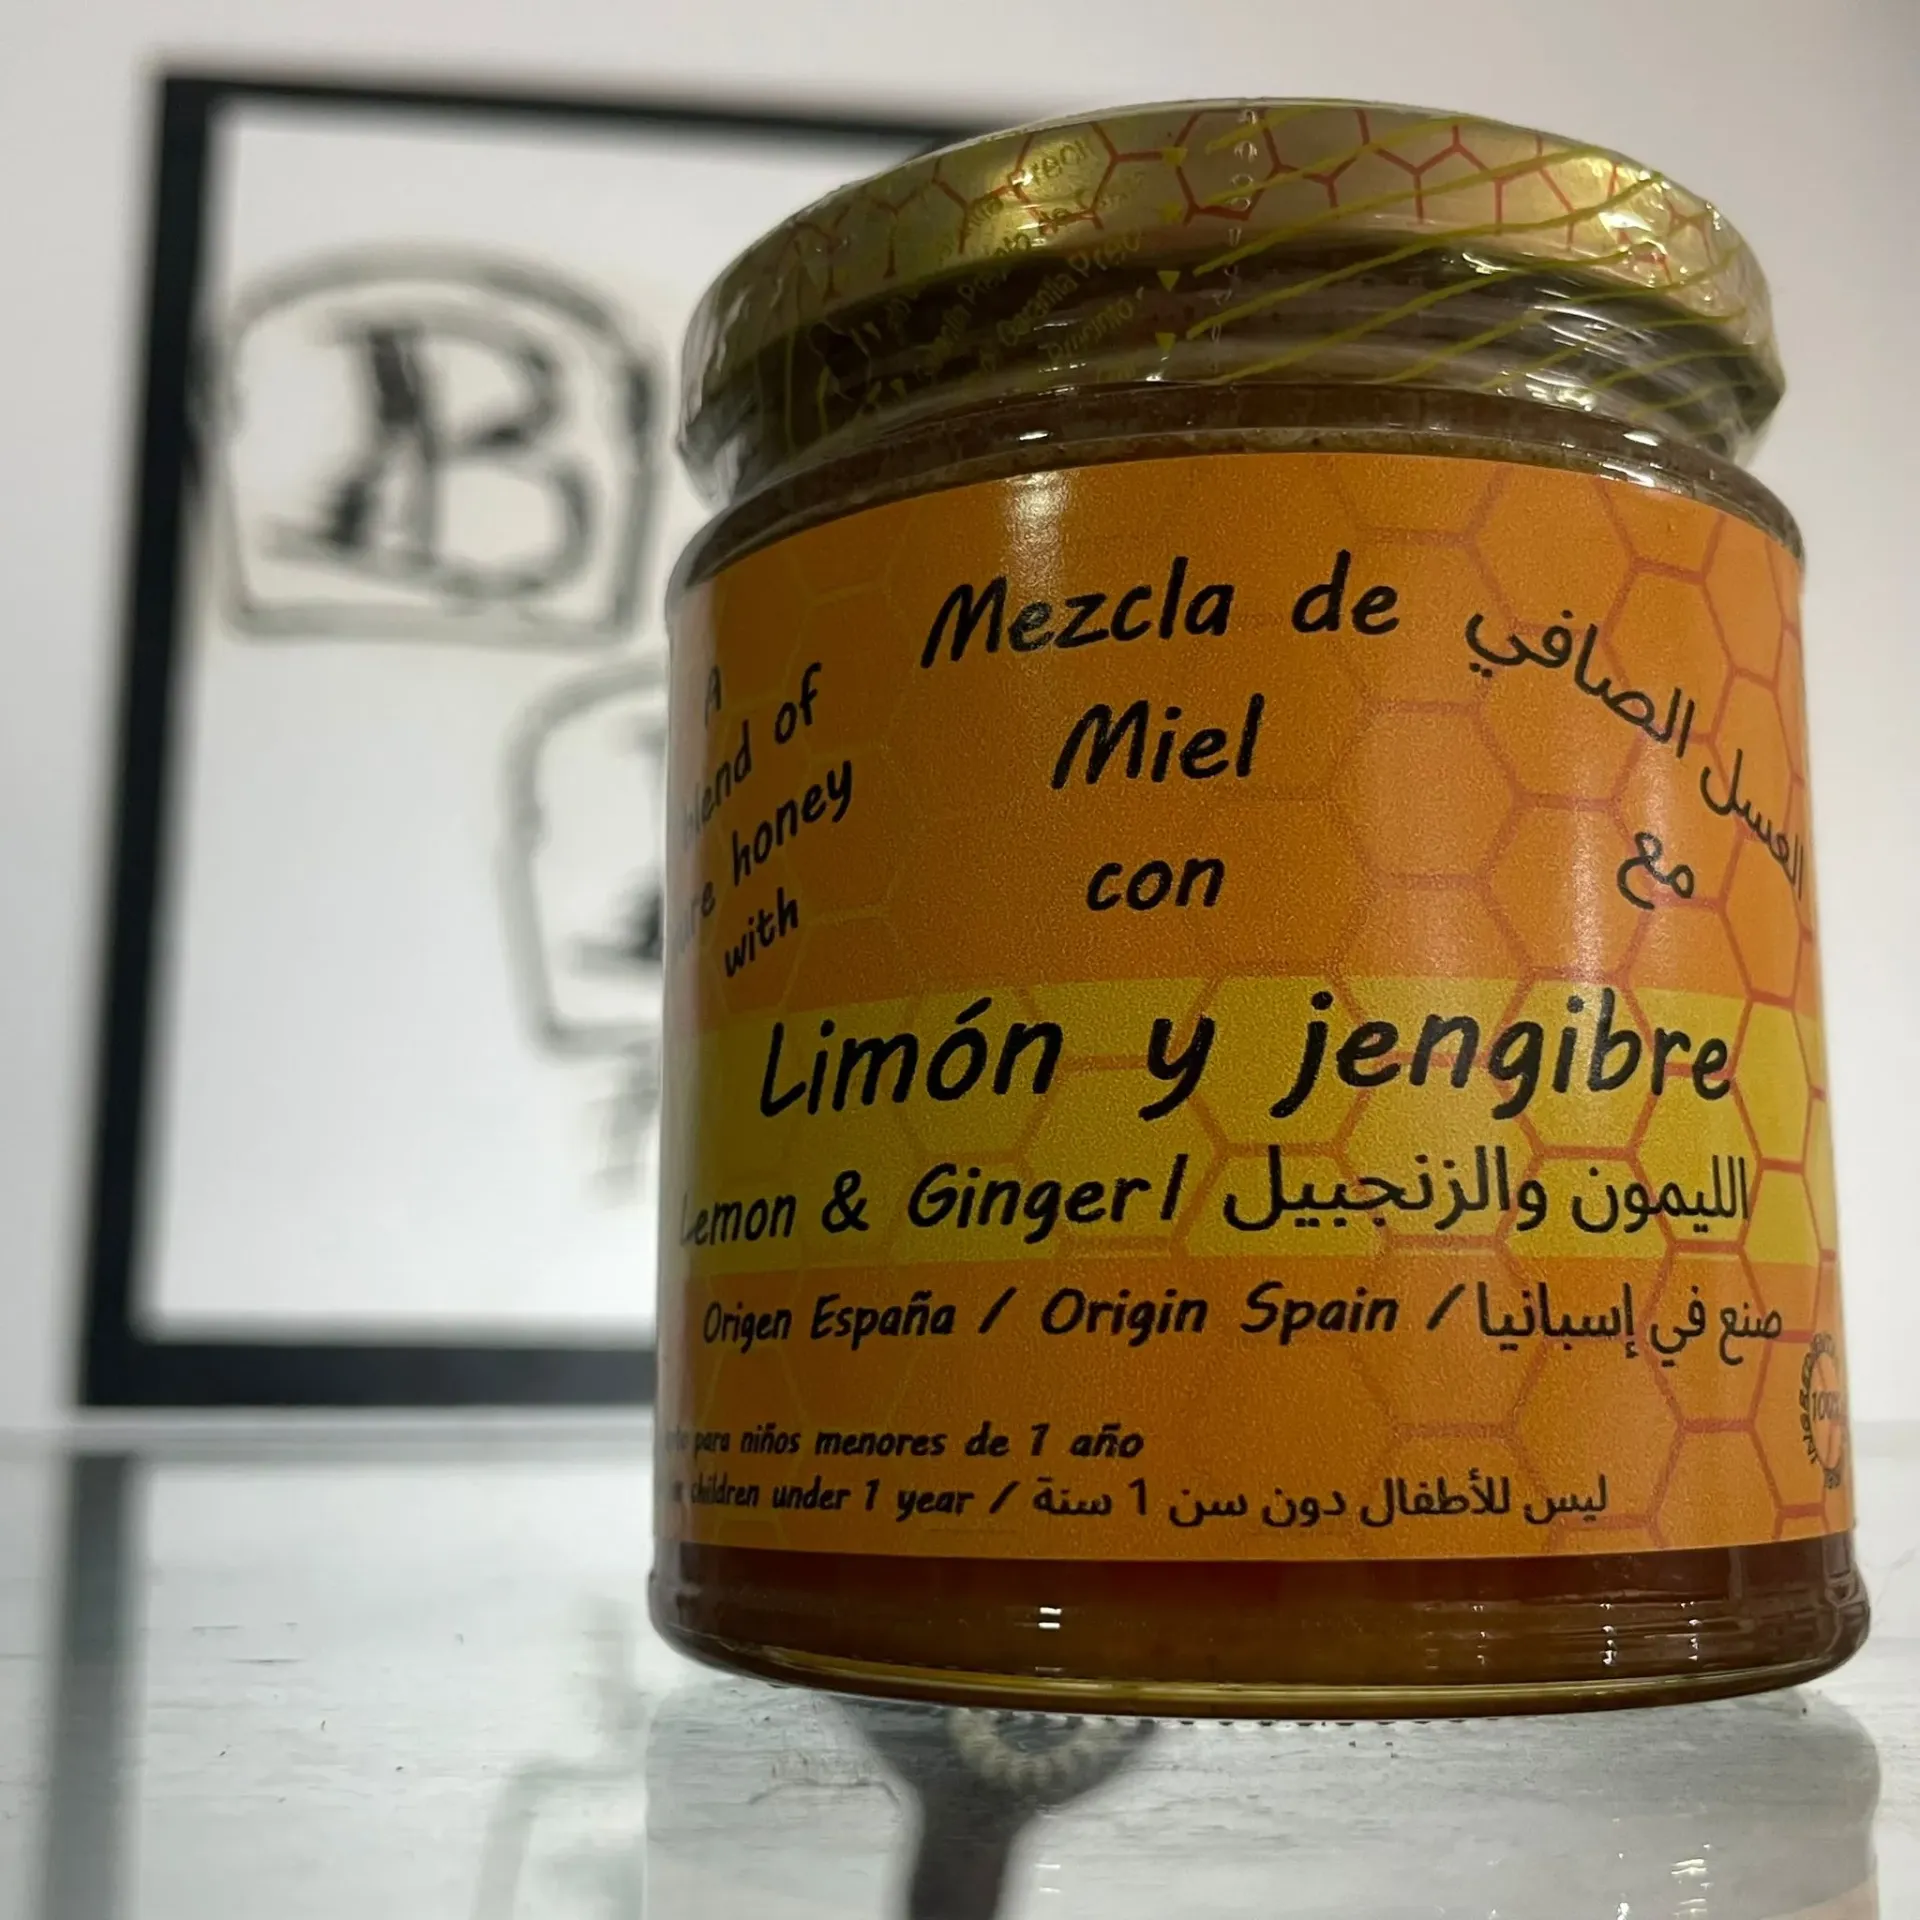 A
blend of
pure honey
with
Mezcla de
Miel
con
العسل الصافي
مع
Limón y jengibre
Lemon & Ginger/ الليمون والزنجبيل
Origen España / Origin Spain / صنع في إسبانيا
para niños menores de 1 año
children under 1 year / ليس للأطفال دون سن 1 سنة
100%
B